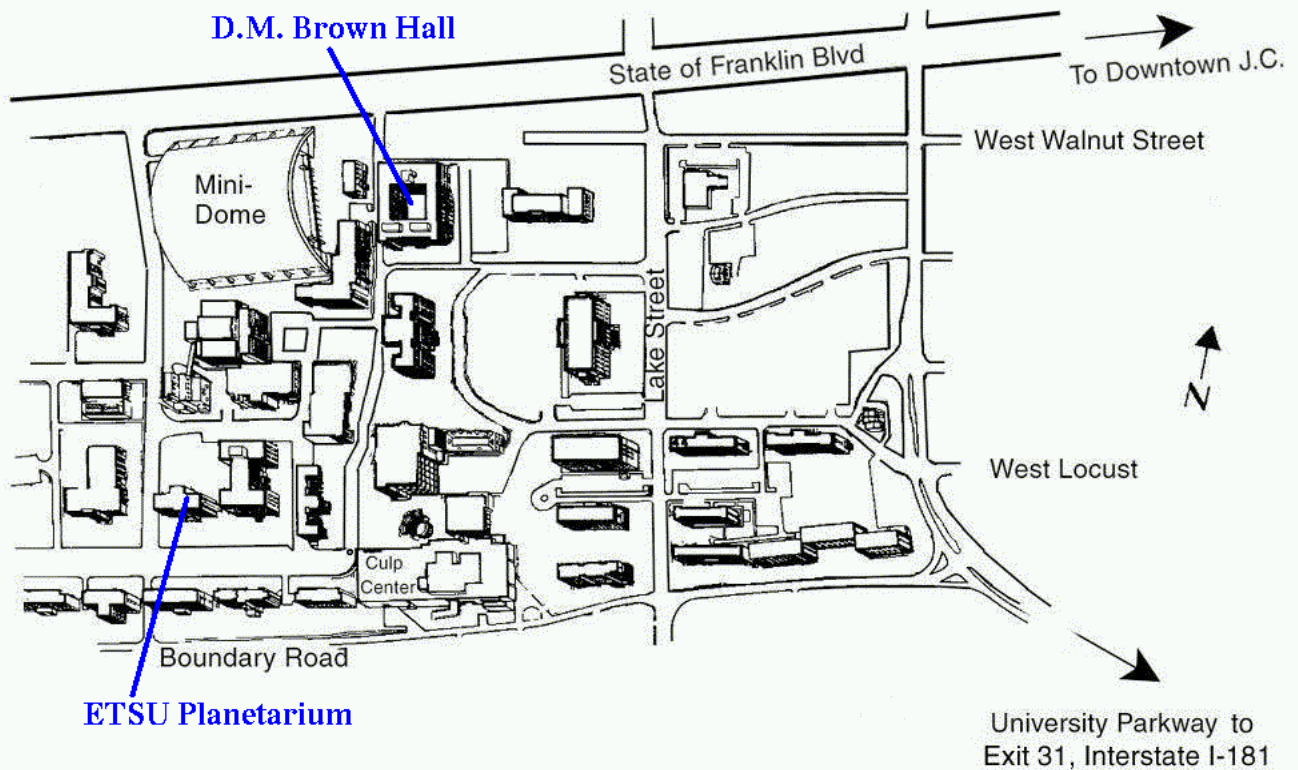 D.M. Brown Hall
State of Franklin Blvd
To Downtown J.C.
West Walnut Street
Mini-
Dome
Lake Street
N
West Locust
Culp
Center
Boundary Road
ETSU Planetarium
University Parkway to
Exit 31, Interstate I-181